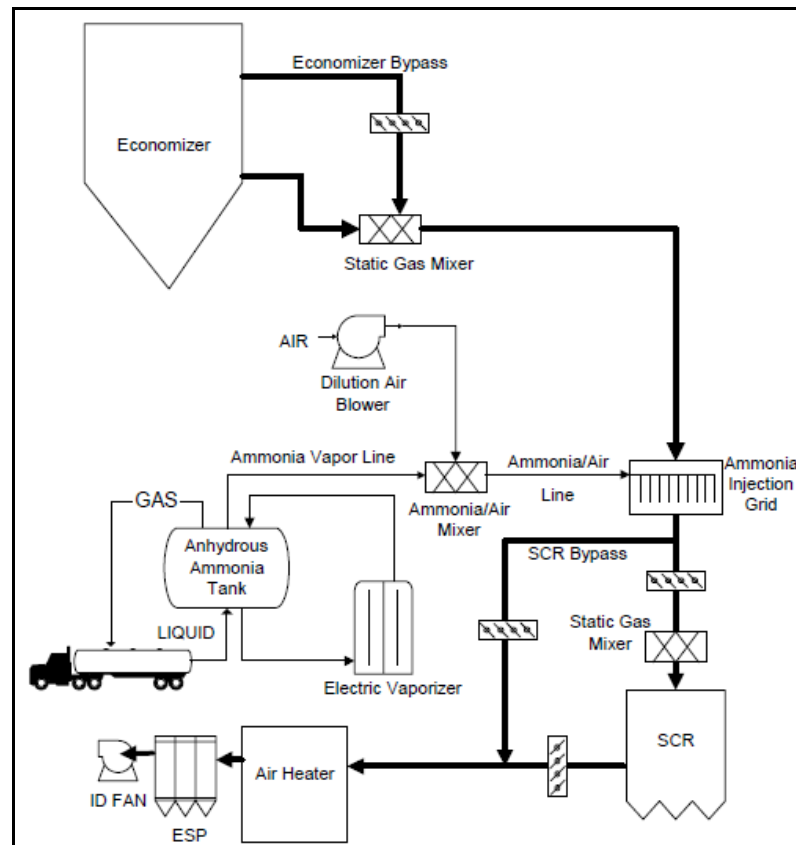 Economizer Bypass
Economizer
Static Gas Mixer
AIR
Dilution Air
Blower
Ammonia Vapor Line
Ammonia/Air
Line
Ammonia
Injection
Grid
Ammonia/Air
Mixer
GAS
Anhydrous
Ammonia
Tank
SCR Bypass
LIQUID
Static Gas
Mixer
Electric Vaporizer
SCR
Air Heater
ID FAN
ESP